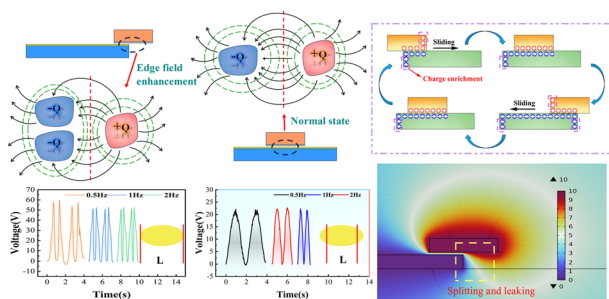 Edge field
enhancement
-Q
-Q
+Q
-Q
+Q
Normal state
Sliding
Charge enrichment
Sliding
Voltage(V)
70
60
50
40
30
20
10
0
-10
0.5Hz 1Hz 2Hz
L
0 2 4 6 8 10 12 14
Time(s)
Voltage(V)
25
20
15
10
5
0
0.5Hz 1Hz 2Hz
L
0 2 4 6 8 10 12 14
Time(s)
▲ 10
10
9
8
7
6
5
4
3
2
1
0
▼ 0
Splitting and leaking